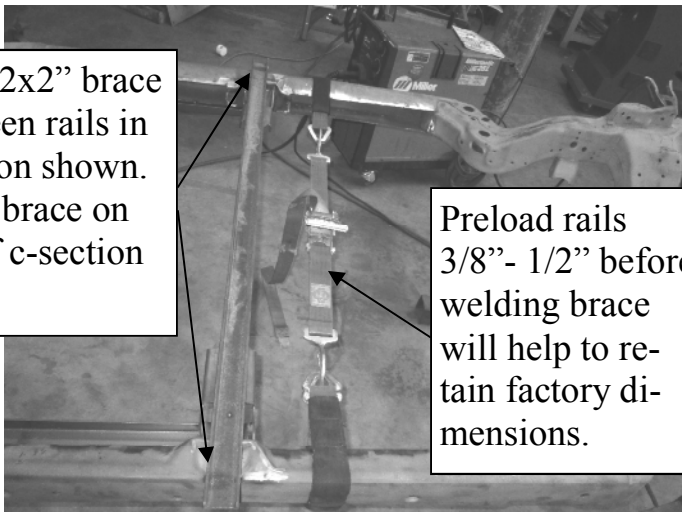 2x2” brace
een rails in
on shown.
brace on
f c-section
Preload rails
3/8”- 1/2” before
welding brace
will help to re-
tain factory di-
mensions.
Miller